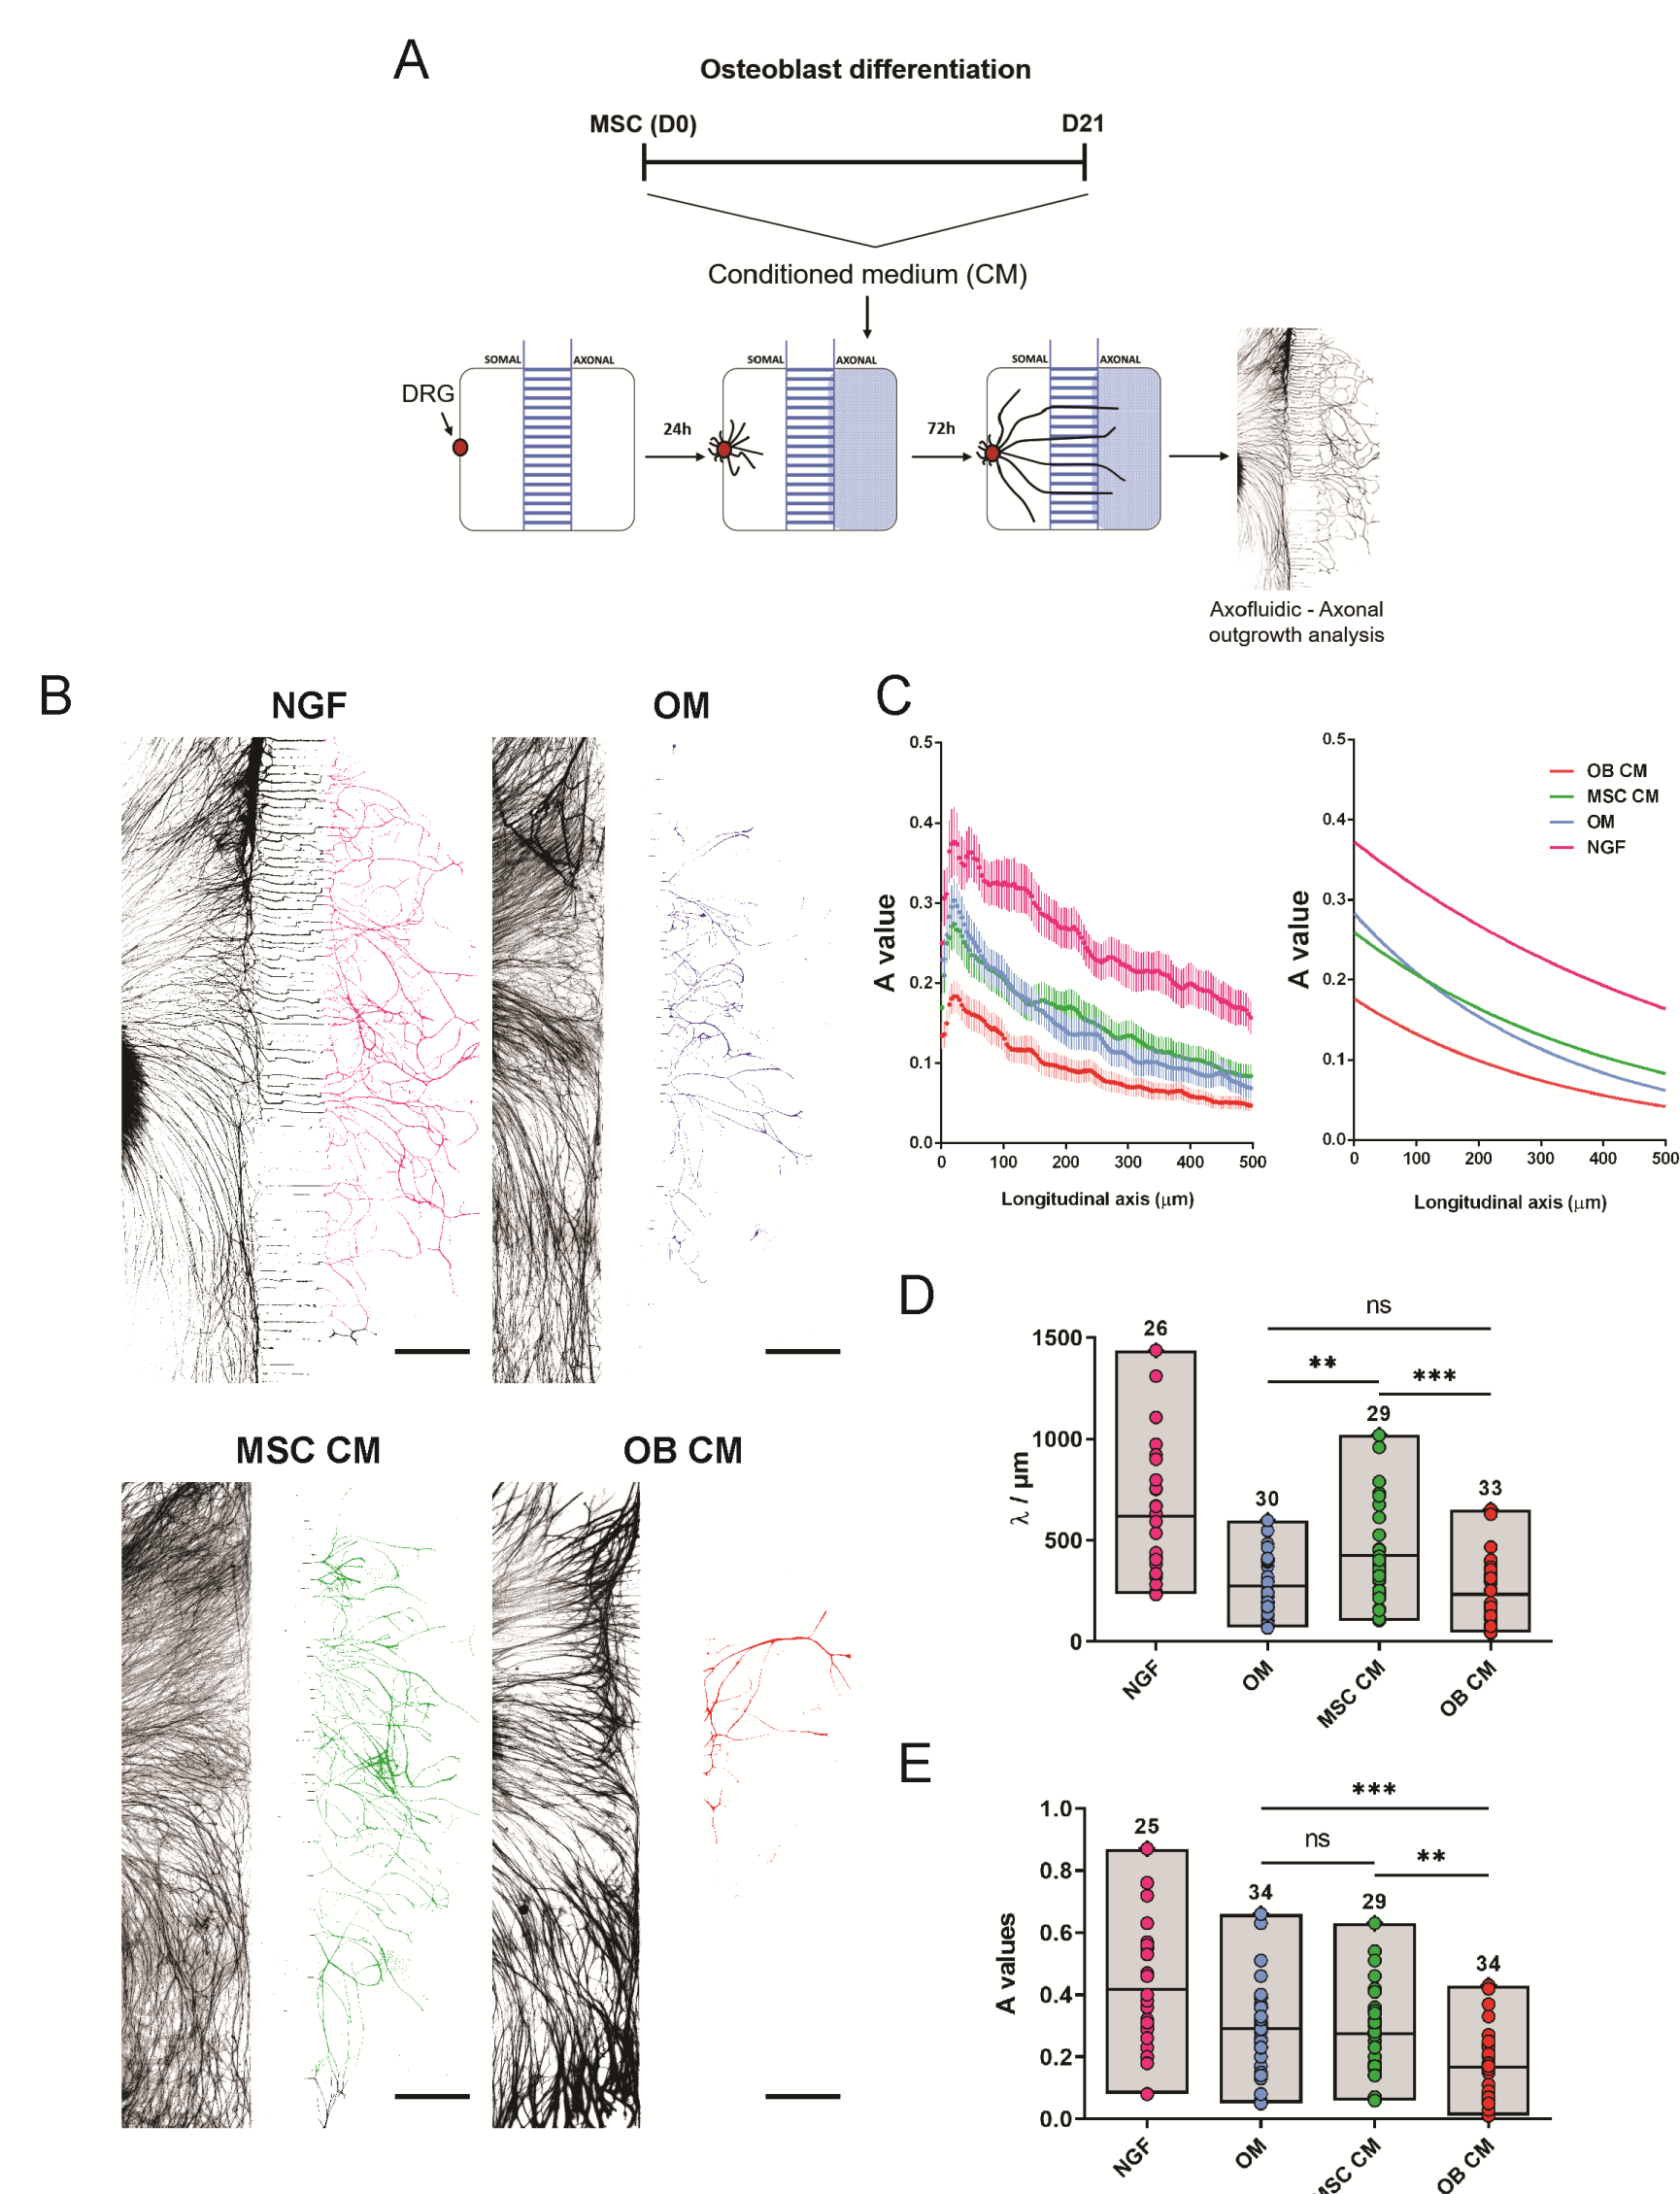 A
Osteoblast differentiation
MSC (D0)
D21
Conditioned medium (CM)
SOMAL
AXONAL
SOMAL
AXONAL
SOMAL
AXONAL
DRG
24h
72h
Axofluidic - Axonal
outgrowth analysis
B
NGF
OM
MSC CM
OB CM
C
0.5
0.4
0.3
0.2
0.1
0.0
A value
0
100
200
300
400
500
Longitudinal axis (μm)
0.5
0.4
0.3
0.2
0.1
0.0
A value
OB CM
MSC CM
OM
NGF
0
100
200
300
400
500
Longitudinal axis (μm)
D
ns
**
***
1500
1000
500
0
λ / μm
26
30
29
33
NGF
OM
MSC CM
OB CM
E
***
ns
**
1.0
0.8
0.6
0.4
0.2
0.0
A values
25
34
29
34
NGF
OM
MSC CM
OB CM